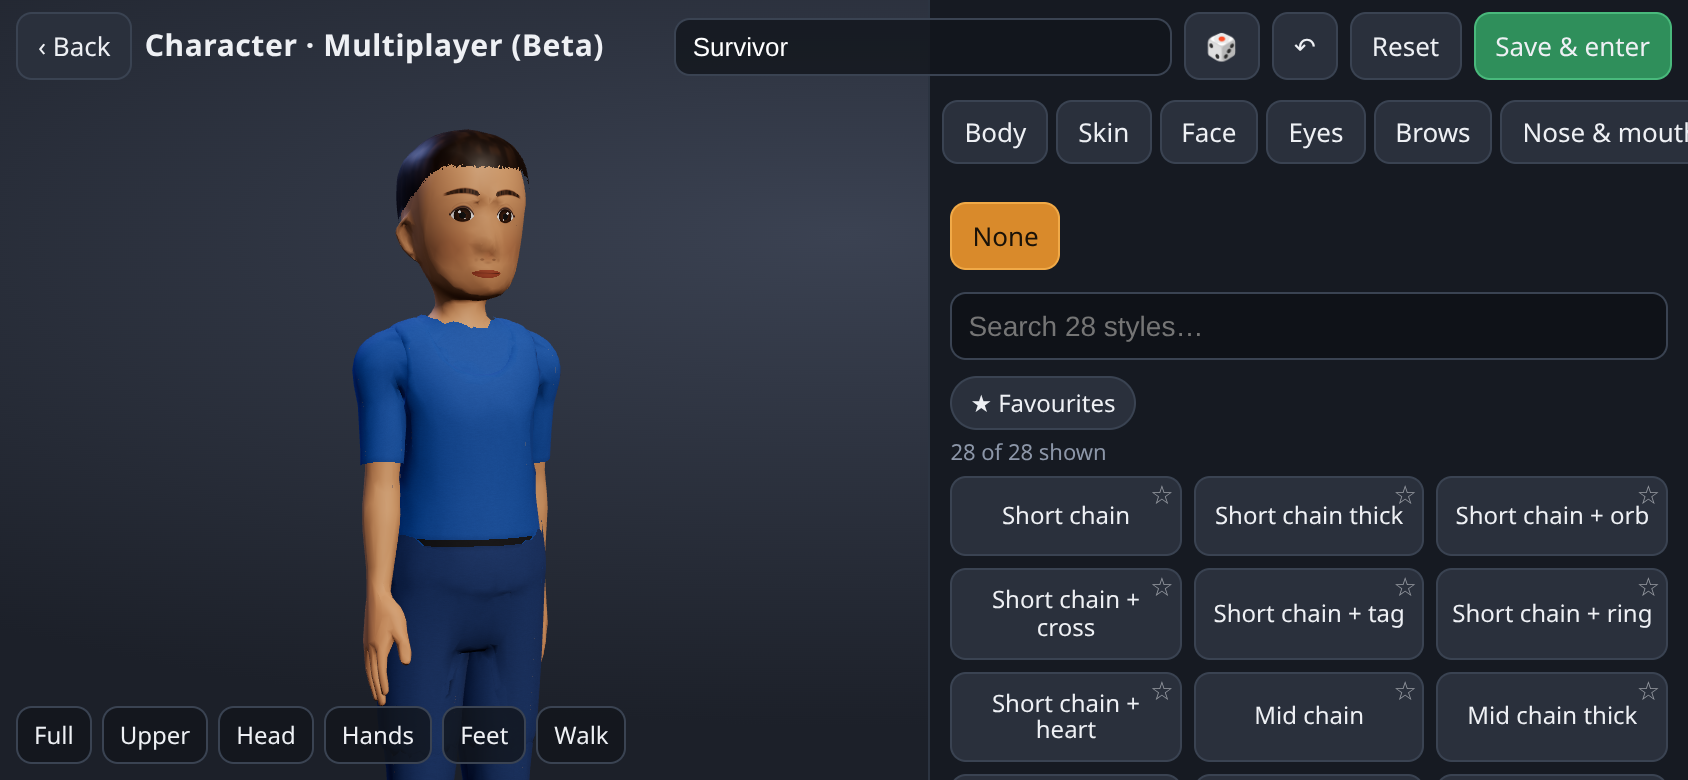 ‹ Back
Character · Multiplayer (Beta)
Survivor
↶
Reset
Save & enter
Body
Skin
Face
Eyes
Brows
Nose & mouth
None
Search 28 styles…
★ Favourites
28 of 28 shown
Short chain ☆
Short chain thick ☆
Short chain + orb ☆
Short chain + ☆
cross
Short chain + tag ☆
Short chain + ring ☆
Short chain + ☆
heart
Mid chain ☆
Mid chain thick ☆
Full
Upper
Head
Hands
Feet
Walk